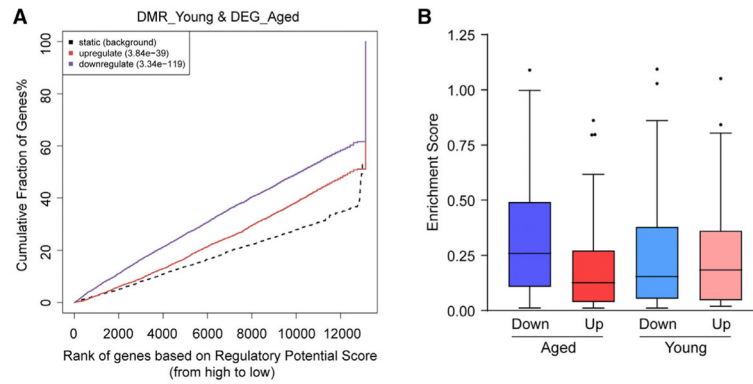 A
DMR_Young & DEG_Aged
static (background)
upregulate (3.84e−39)
downregulate (3.34e−119)
Cumulative Fraction of Genes%
100
80
60
40
20
0
0 2000 4000 6000 8000 10000 12000
Rank of genes based on Regulatory Potential Score
(from high to low)
B
Enrichment Score
1.25
1.00
0.50
0.25
0.00
Down Up Down Up
Aged Young